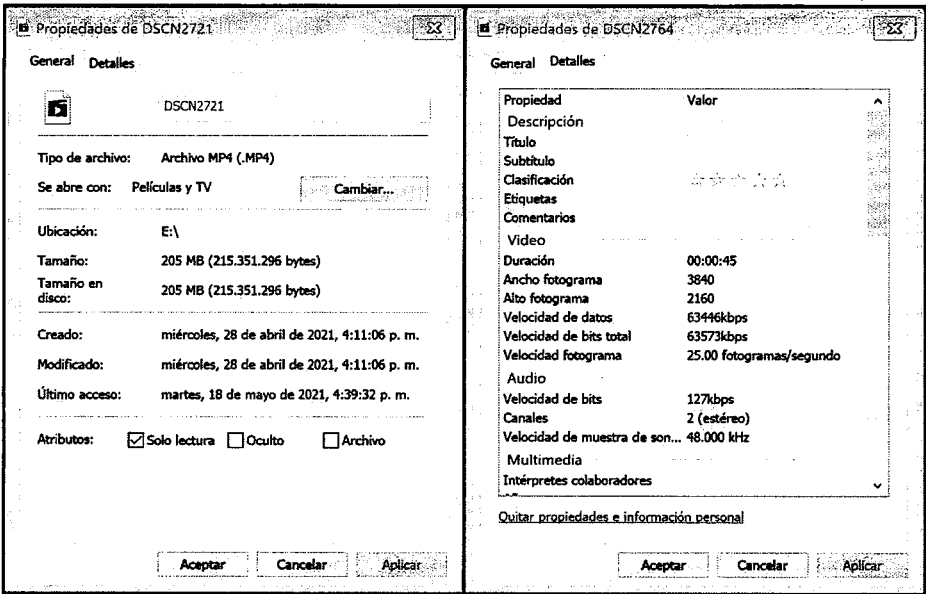 Propiedades de DSCN2721
General Detalles
DSCN2721
Tipo de archivo: Archivo MP4 (.MP4)
Se abre con: Películas y TV Cambiar...
Ubicación: E:\
Tamaño: 205 MB (215.351.296 bytes)
Tamaño en
disco: 205 MB (215.351.296 bytes)
Creado: miércoles, 28 de abril de 2021, 4:11:06 p. m.
Modificado: miércoles, 28 de abril de 2021, 4:11:06 p. m.
Último acceso: martes, 18 de mayo de 2021, 4:39:32 p. m.
Atributos: Solo lectura Oculto Archivo
Aceptar Cancelar Aplicar
Propiedades de DSCN2764
General Detalles
Propiedad Valor
Descripción
Título
Subtítulo
Clasificación
Etiquetas
Comentarios
Video
Duración 00:00:45
Ancho fotograma 3840
Alto fotograma 2160
Velocidad de datos 63446kbps
Velocidad de bits total 63573kbps
Velocidad fotograma 25.00 fotogramas/segundo
Audio
Velocidad de bits 127kbps
Canales 2 (estéreo)
Velocidad de muestra de son... 48.000 kHz
Multimedia
Intérpretes colaboradores
Quitar propiedades e información personal
Aceptar Cancelar Aplicar